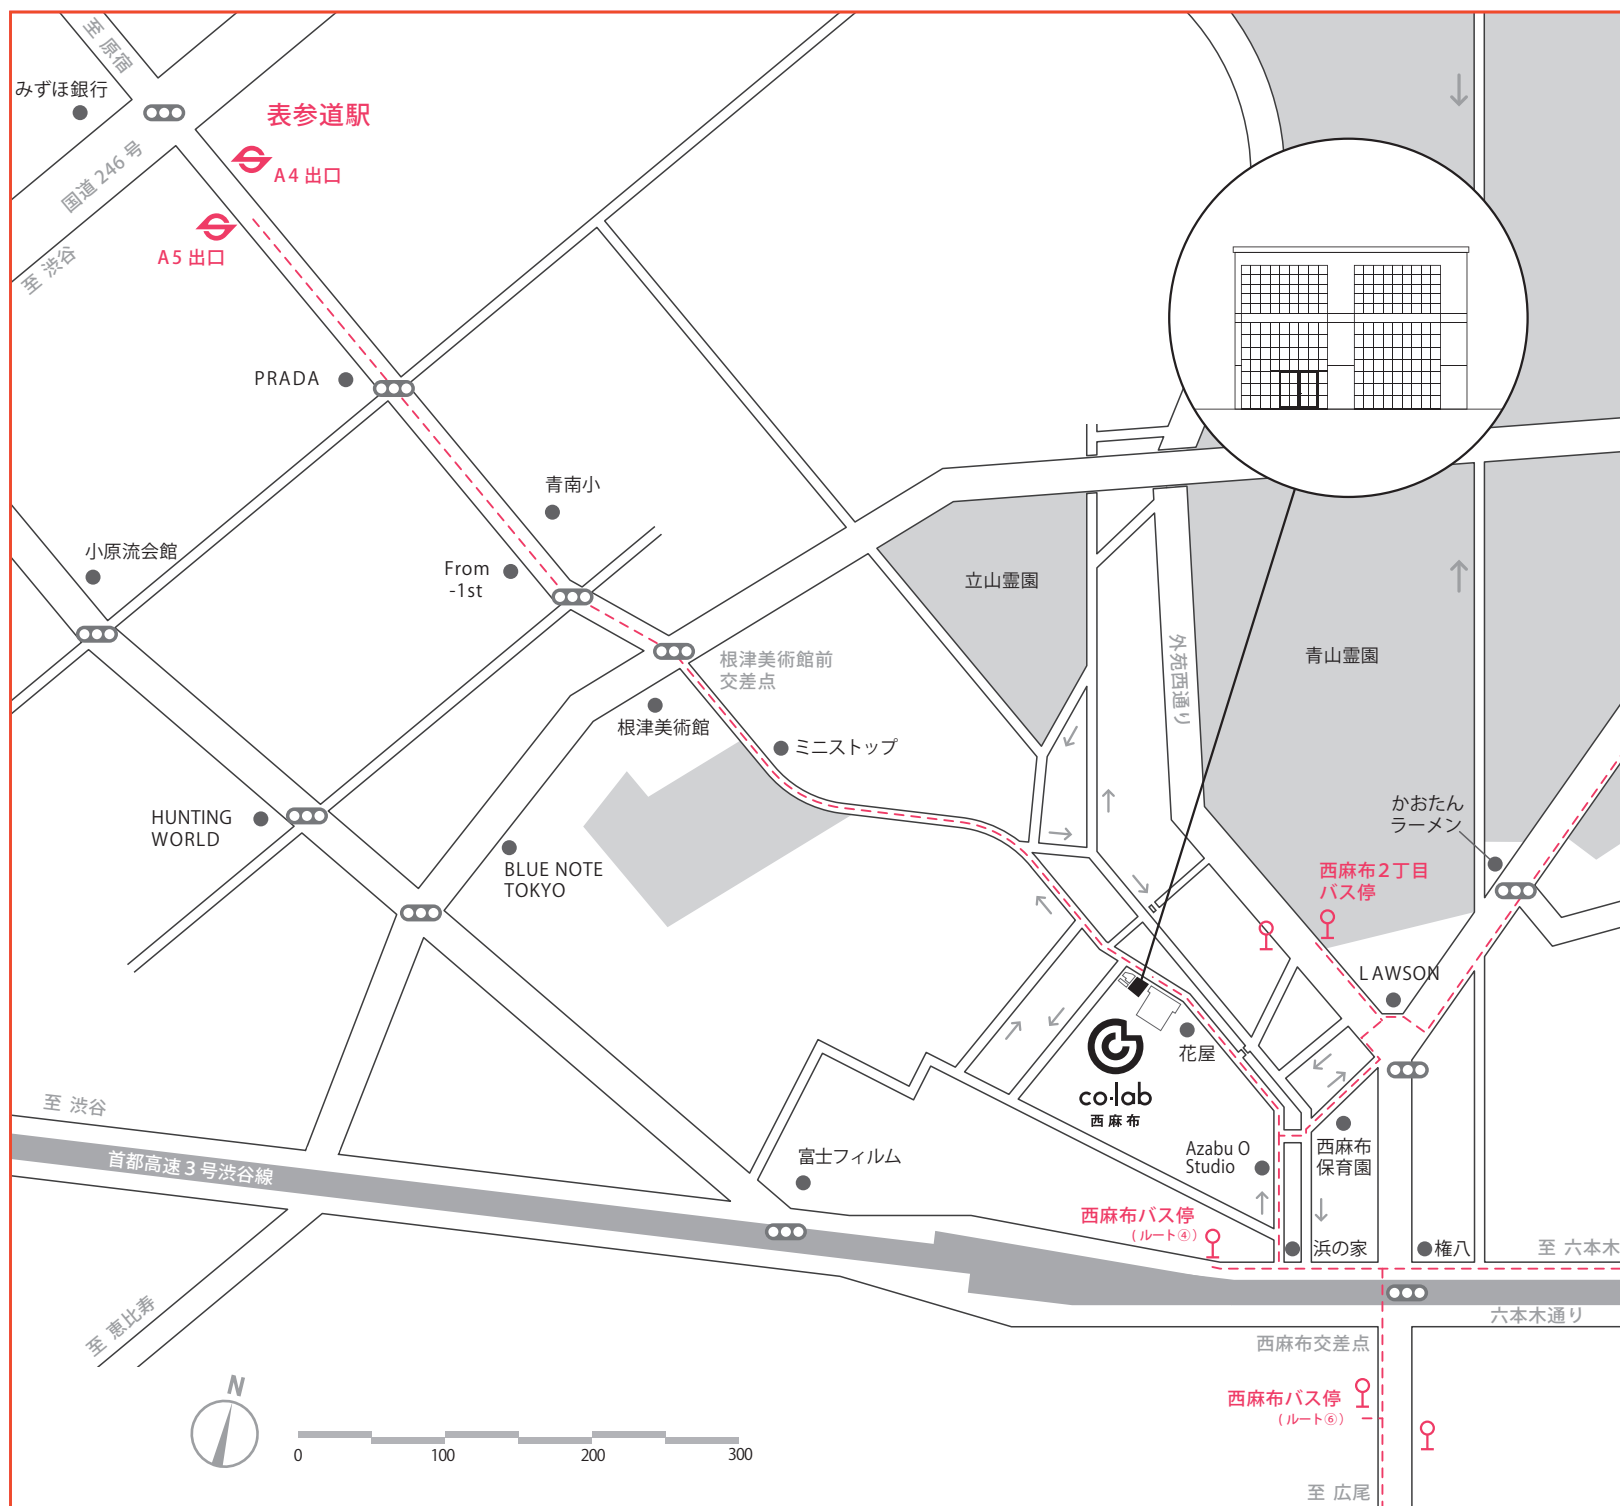 至 原宿
みずほ銀行
表参道駅
A4 出口
国道 246 号
A5 出口
至 渋谷
PRADA
青南小
小原流会館
From
-1st
立山霊園
外苑西通り
青山霊園
根津美術館前
交差点
根津美術館
ミニストップ
かおたん
ラーメン
HUNTING
WORLD
BLUE NOTE
TOKYO
西麻布2丁目
バス停
LAWSON
花屋
co·lab
西麻布
至 渋谷
首都高速 3 号渋谷線
富士フィルム
Azabu O
Studio
西麻布
保育園
西麻布バス停
(ルート④)
浜の家
権八
至 六本木
六本木通り
至 恵比寿
西麻布交差点
西麻布バス停
(ルート⑥)
N
0 100 200 300
至 広尾